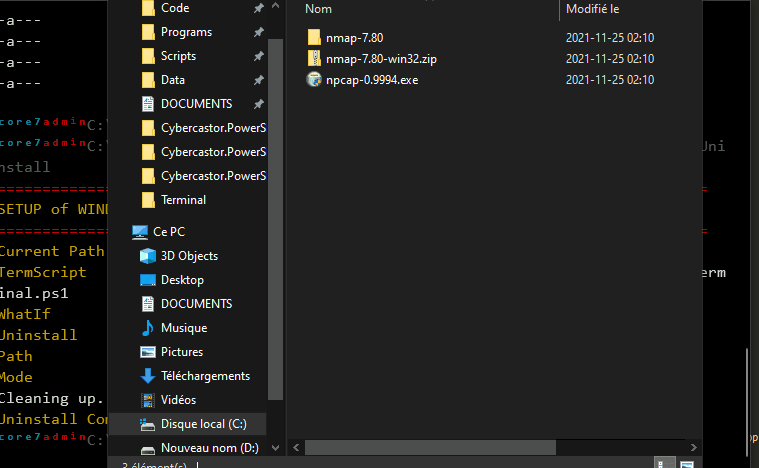 -a---
-a---
-a---
-a---
core7adminC:\
core7adminC:\
Uni
nstall
SETUP of WIND
Current Path
TermScript
erm
inal.ps1
WhatIf
Uninstall
Path
Mode
Cleaning up.
Uninstall Com
core7adminC:\
op
Code
Programs
Scripts
Data
DOCUMENTS
Cybercastor.PowerS
Cybercastor.PowerS
Cybercastor.PowerS
Terminal
Ce PC
3D Objects
Desktop
DOCUMENTS
Musique
Pictures
Téléchargements
Vidéos
Disque local (C:)
Nouveau nom (D:)
3 élément(s)
Nom Modifié le
nmap-7.80 2021-11-25 02:10
nmap-7.80-win32.zip 2021-11-25 02:10
npcap-0.9994.exe 2021-11-25 02:10